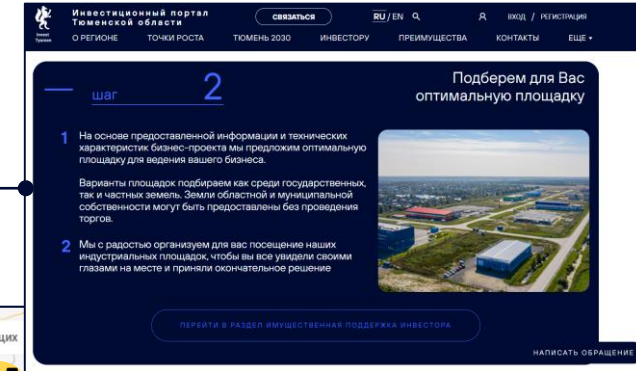 Инвестиционный портал
Тюменской области
СВЯЗАТЬСЯ
RU / EN
ВХОД / РЕГИСТРАЦИЯ
Invest
Tyumen
О РЕГИОНЕ ТОЧКИ РОСТА ТЮМЕНЬ 2030 ИНВЕСТОРУ ПРЕИМУЩЕСТВА КОНТАКТЫ ЕЩЕ
шаг 2
Подберем для Вас
оптимальную площадку
1 На основе предоставленной информации и технических
характеристик бизнес-проекта мы предложим оптимальную
площадку для ведения вашего бизнеса.
Варианты площадок подбираем как среди государственных,
так и частных земель. Земли областной и муниципальной
собственности могут быть предоставлены без проведения
торгов.
2 Мы с радостью организуем для вас посещение наших
индустриальных площадок, чтобы вы все увидели своими
глазами на месте и приняли окончательное решение
ПЕРЕЙТИ В РАЗДЕЛ ИМУЩЕСТВЕННАЯ ПОДДЕРЖКА ИНВЕСТОРА
НАПИСАТЬ ОБРАЩЕНИЕ